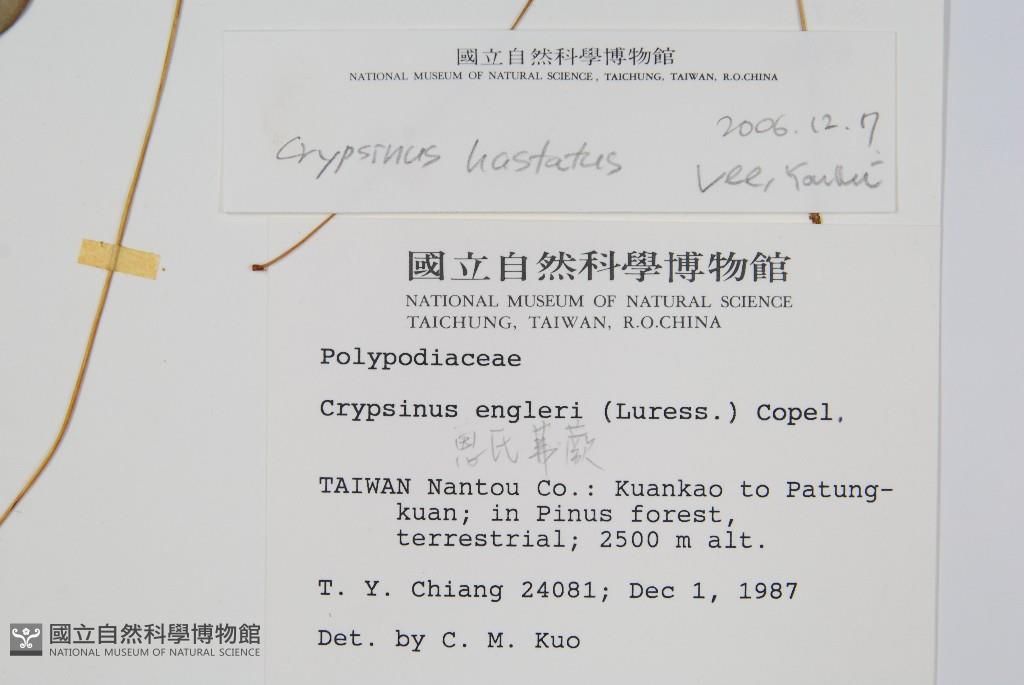 國立自然科學博物館
NATIONAL MUSEUM OF NATURAL SCIENCE, TAICHUNG, TAIWAN, R.O.CHINA
2006.12.7
Crypsinus hastatus
Lee,
國立自然科學博物館
NATIONAL MUSEUM OF NATURAL SCIENCE
TAICHUNG, TAIWAN, R.O.CHINA
Polypodiaceae
Crypsinus engleri (Luress.) Copel.
恩氏茀蕨
TAIWAN Nantou Co.: Kuankao to Patung-
kuan; in Pinus forest,
terrestrial; 2500 m alt.
T. Y. Chiang 24081; Dec 1, 1987
Det. by C. M. Kuo
國立自然科學博物館
NATIONAL MUSEUM OF NATURAL SCIENCE